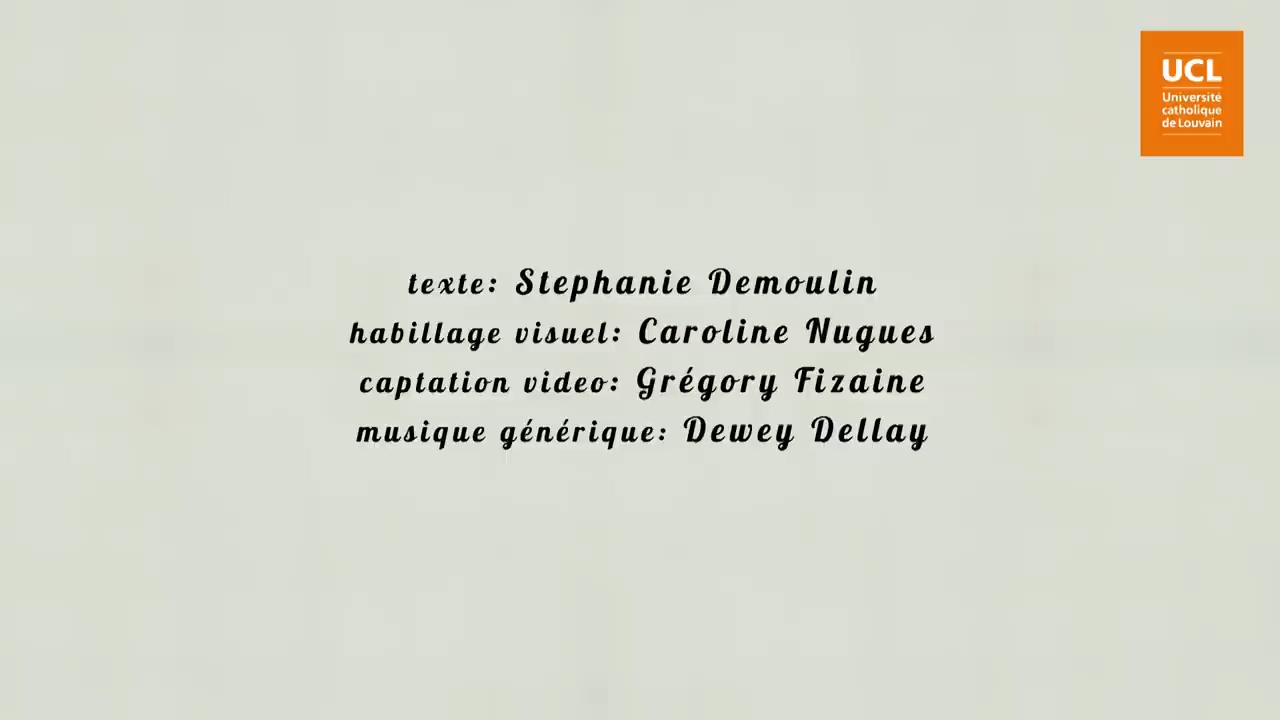 UCL
Université
catholique
de Louvain
texte: Stephanie Demoulin
habillage visuel: Caroline Nugues
captation video: Grégory Fizaine
musique générique: Dewey Dellay